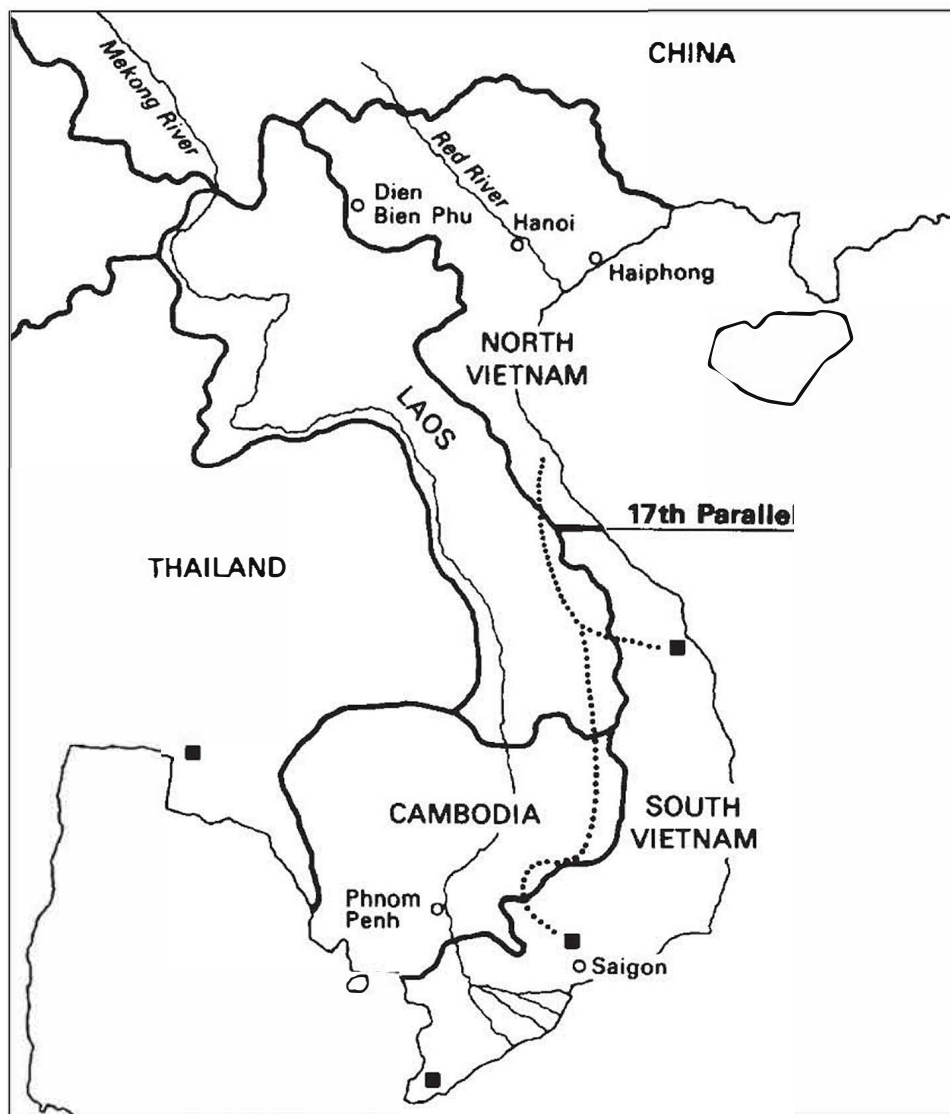 CHINA
Mekong River
Red River
Dien
Bien Phu
Hanoi
Haiphong
NORTH
VIETNAM
LAOS
17th Parallel
THAILAND
CAMBODIA
SOUTH
VIETNAM
Phnom
Penh
Saigon